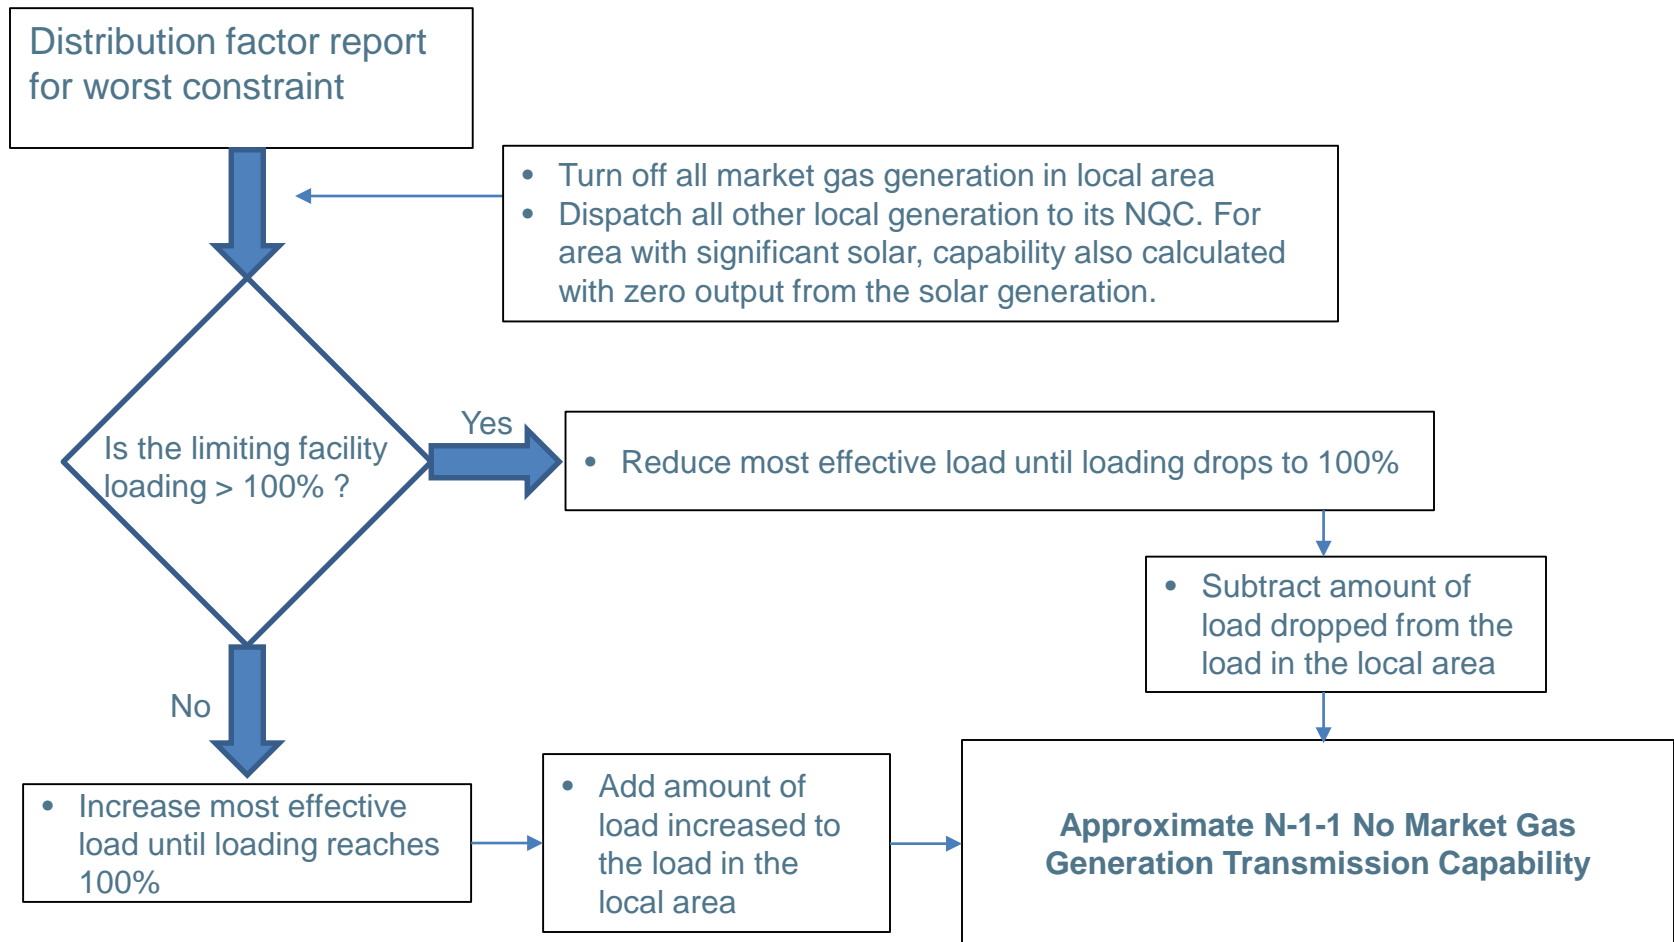 Distribution factor report
for worst constraint
• Turn off all market gas generation in local area
• Dispatch all other local generation to its NQC. For
area with significant solar, capability also calculated
with zero output from the solar generation.
Is the limiting facility
loading > 100% ?
Yes
• Reduce most effective load until loading drops to 100%
• Subtract amount of
load dropped from the
load in the local area
No
• Increase most effective
load until loading reaches
100%
• Add amount of
load increased to
the load in the
local area
Approximate N-1-1 No Market Gas
Generation Transmission Capability